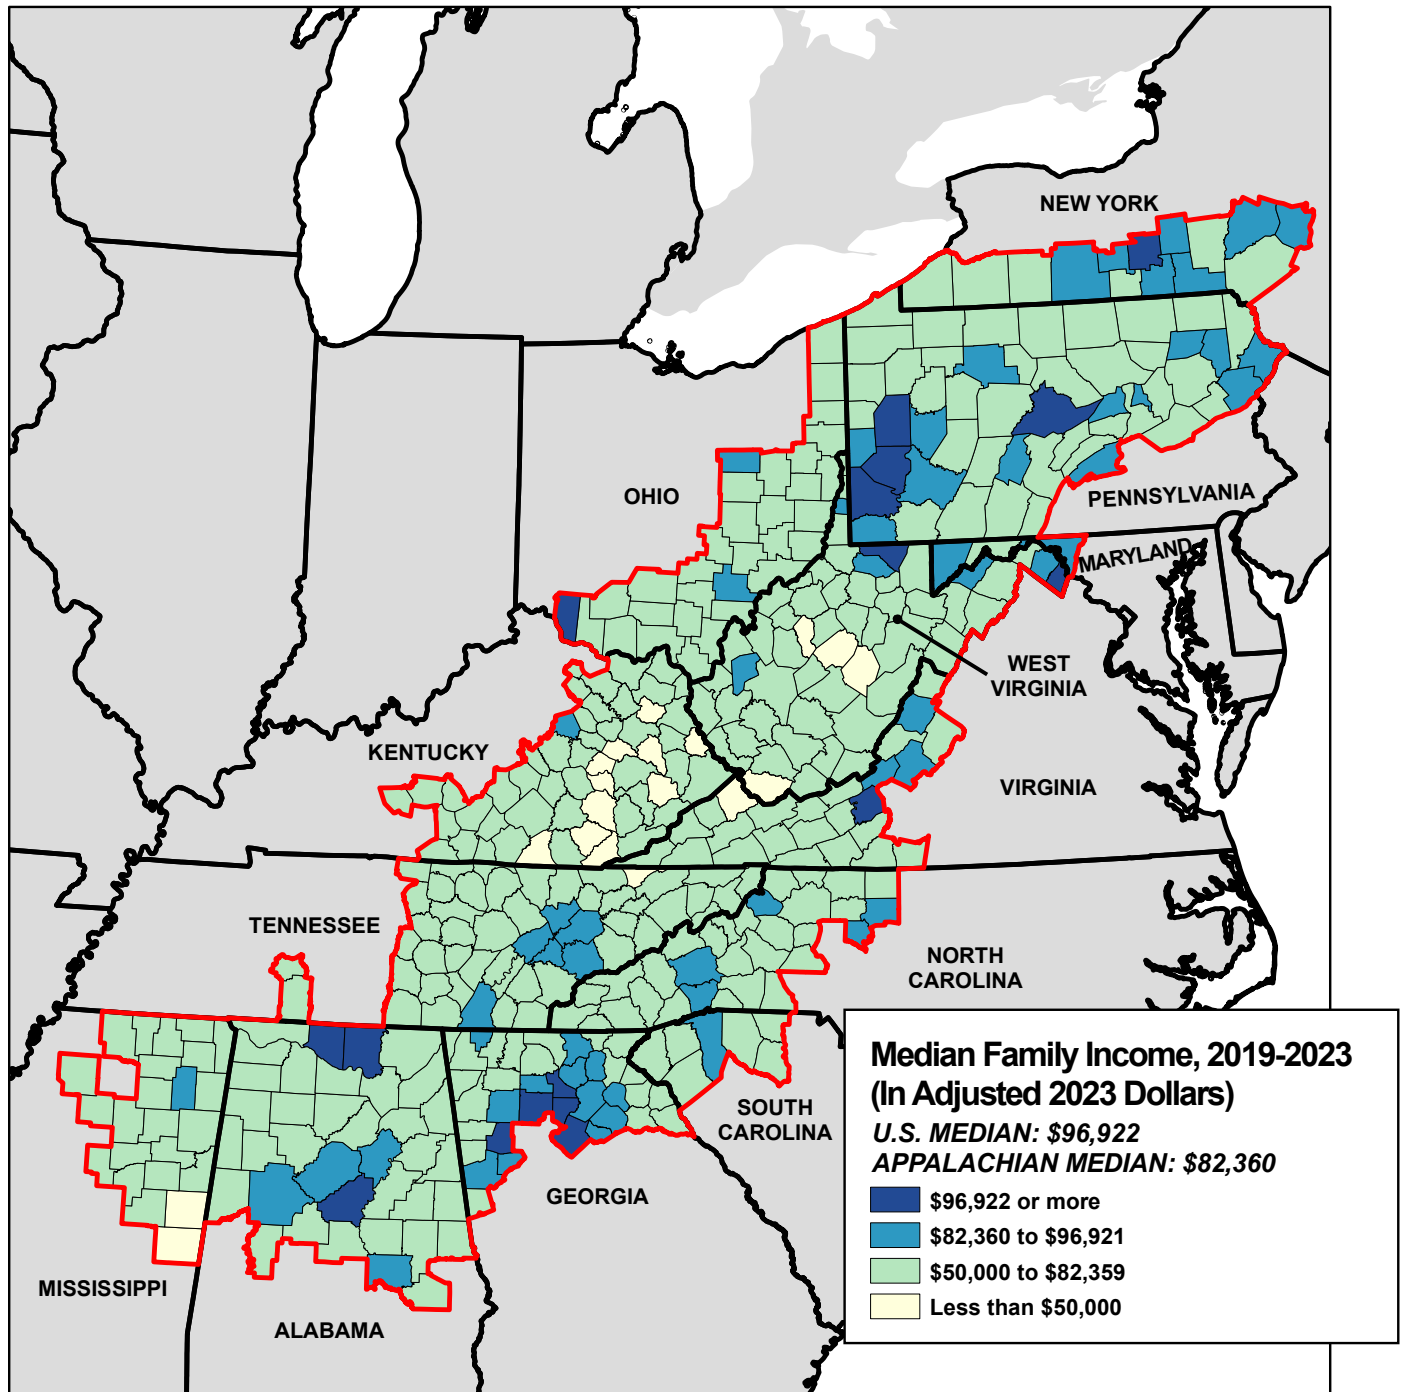 NEW YORK
OHIO
PENNSYLVANIA
MARYLAND
WEST
VIRGINIA
KENTUCKY
VIRGINIA
TENNESSEE
NORTH
CAROLINA
SOUTH
CAROLINA
GEORGIA
MISSISSIPPI
ALABAMA
Median Family Income, 2019-2023
(In Adjusted 2023 Dollars)
U.S. MEDIAN: $96,922
APPALACHIAN MEDIAN: $82,360
$96,922 or more
$82,360 to $96,921
$50,000 to $82,359
Less than $50,000